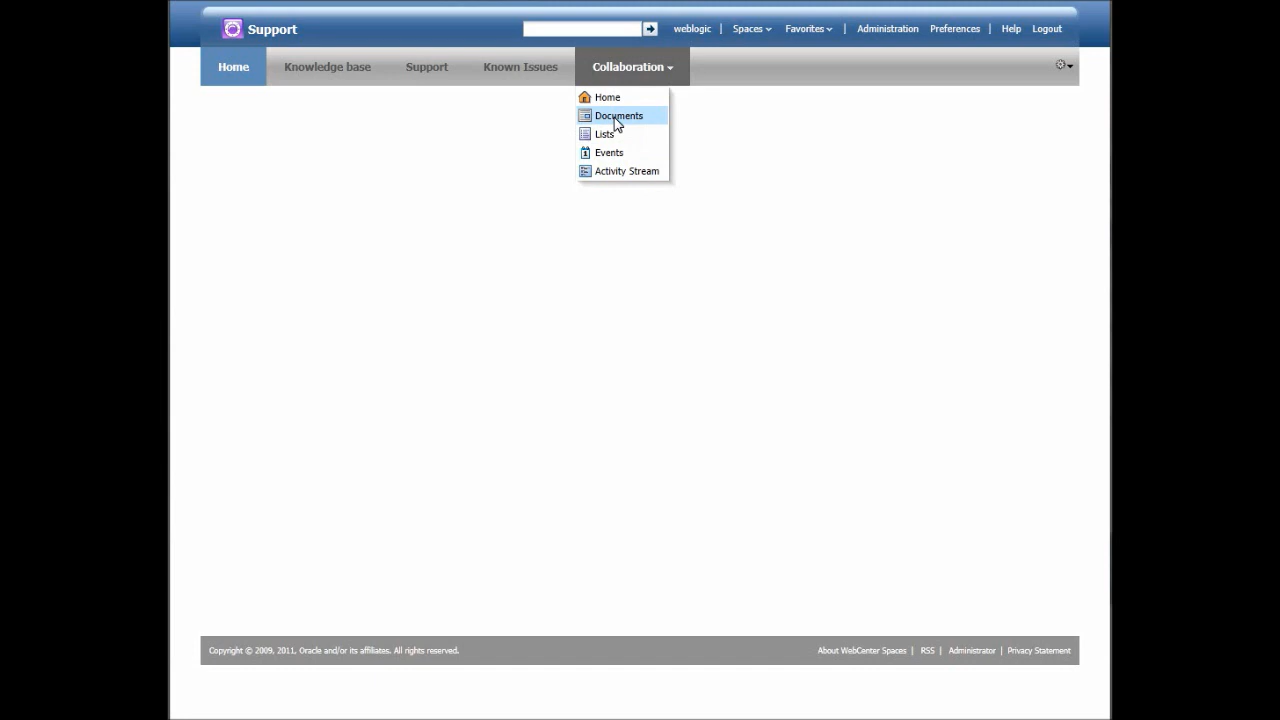 Support
weblogic | Spaces Favorites | Administration Preferences | Help Logout
Home Knowledge base Support Known Issues Collaboration
Home
Documents
Lists
1 Events
Activity Stream
Copyright © 2009, 2011, Oracle and/or its affiliates. All rights reserved.
About WebCenter Spaces | RSS | Administrator | Privacy Statement